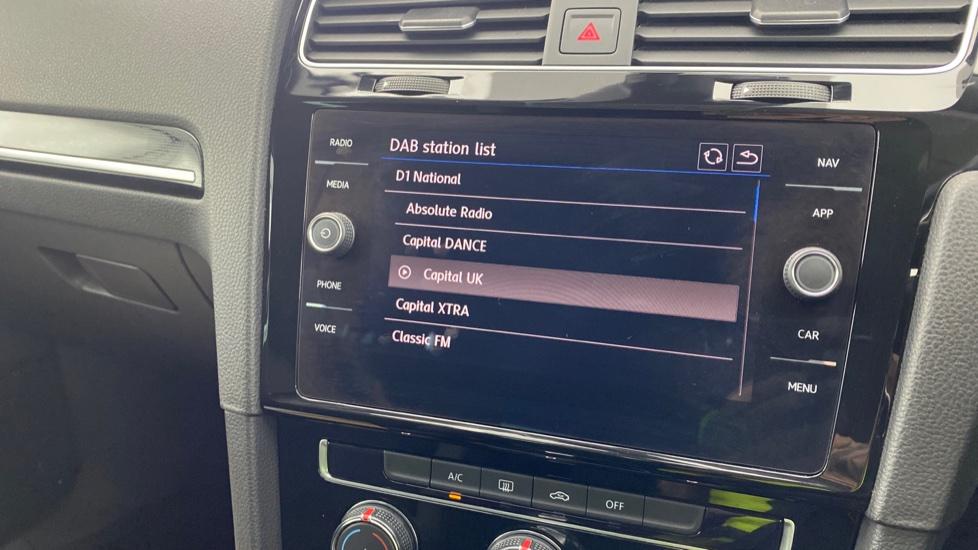 RADIO
MEDIA
PHONE
VOICE
DAB station list
D1 National
Absolute Radio
Capital DANCE
Capital UK
Capital XTRA
Classic FM
NAV
APP
CAR
MENU
A/C
OFF